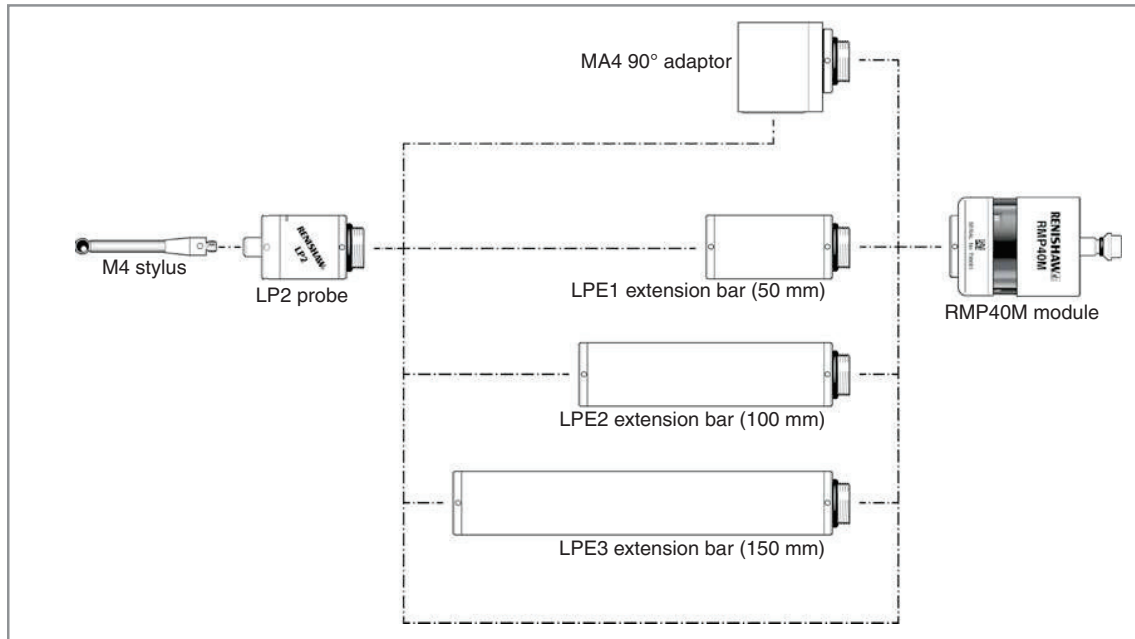 MA4 90° adaptor
M4 stylus
RENISHAW
LP2
LP2 probe
LPE1 extension bar (50 mm)
RENISHAW
RMP40M
RMP40M module
LPE2 extension bar (100 mm)
LPE3 extension bar (150 mm)